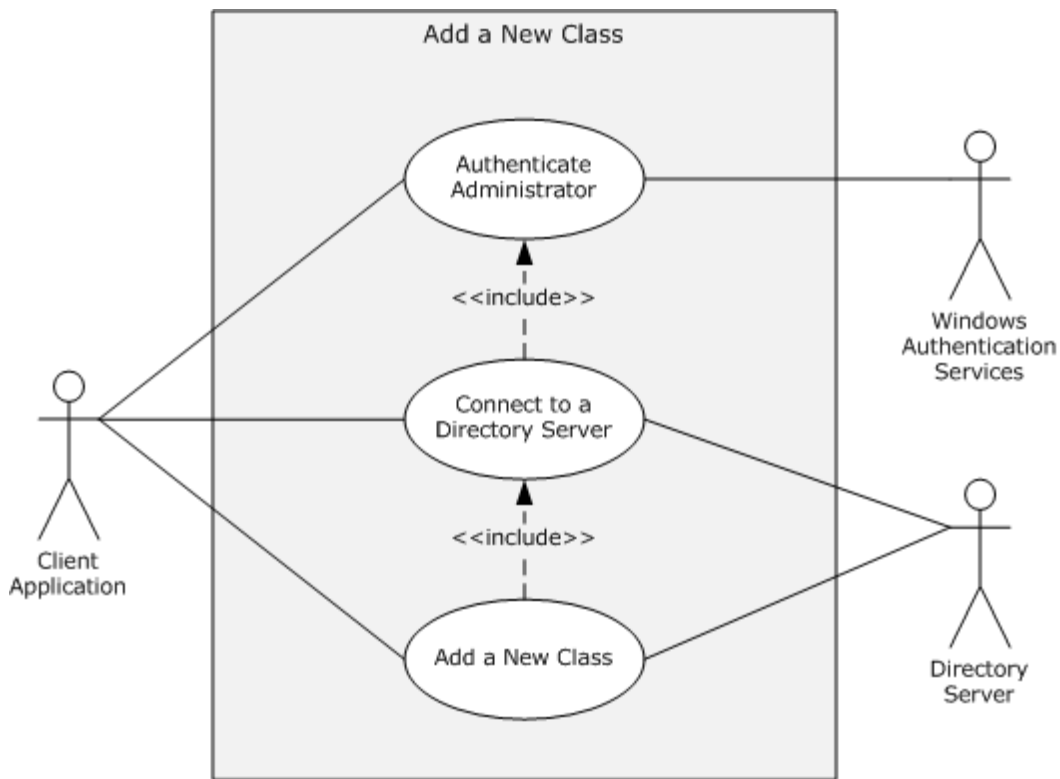 Add a New Class
Authenticate
Administrator
<<include>>
Windows
Authentication
Services
Connect to a
Directory Server
<<include>>
Client
Application
Add a New Class
Directory
Server